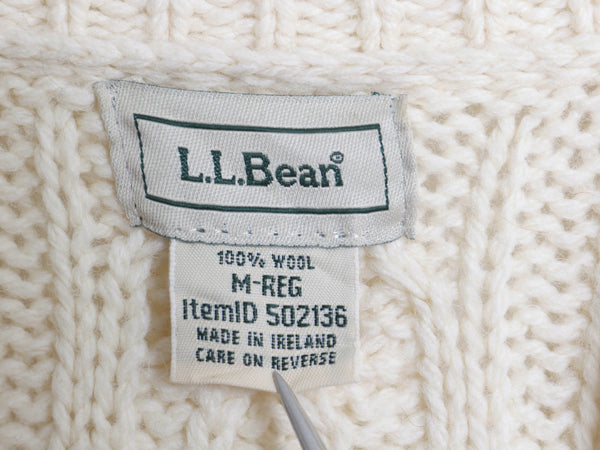 L.L.Bean®
100% WOOL
M-REG
ItemID 502136
MADE IN IRELAND
CARE ON REVERSE